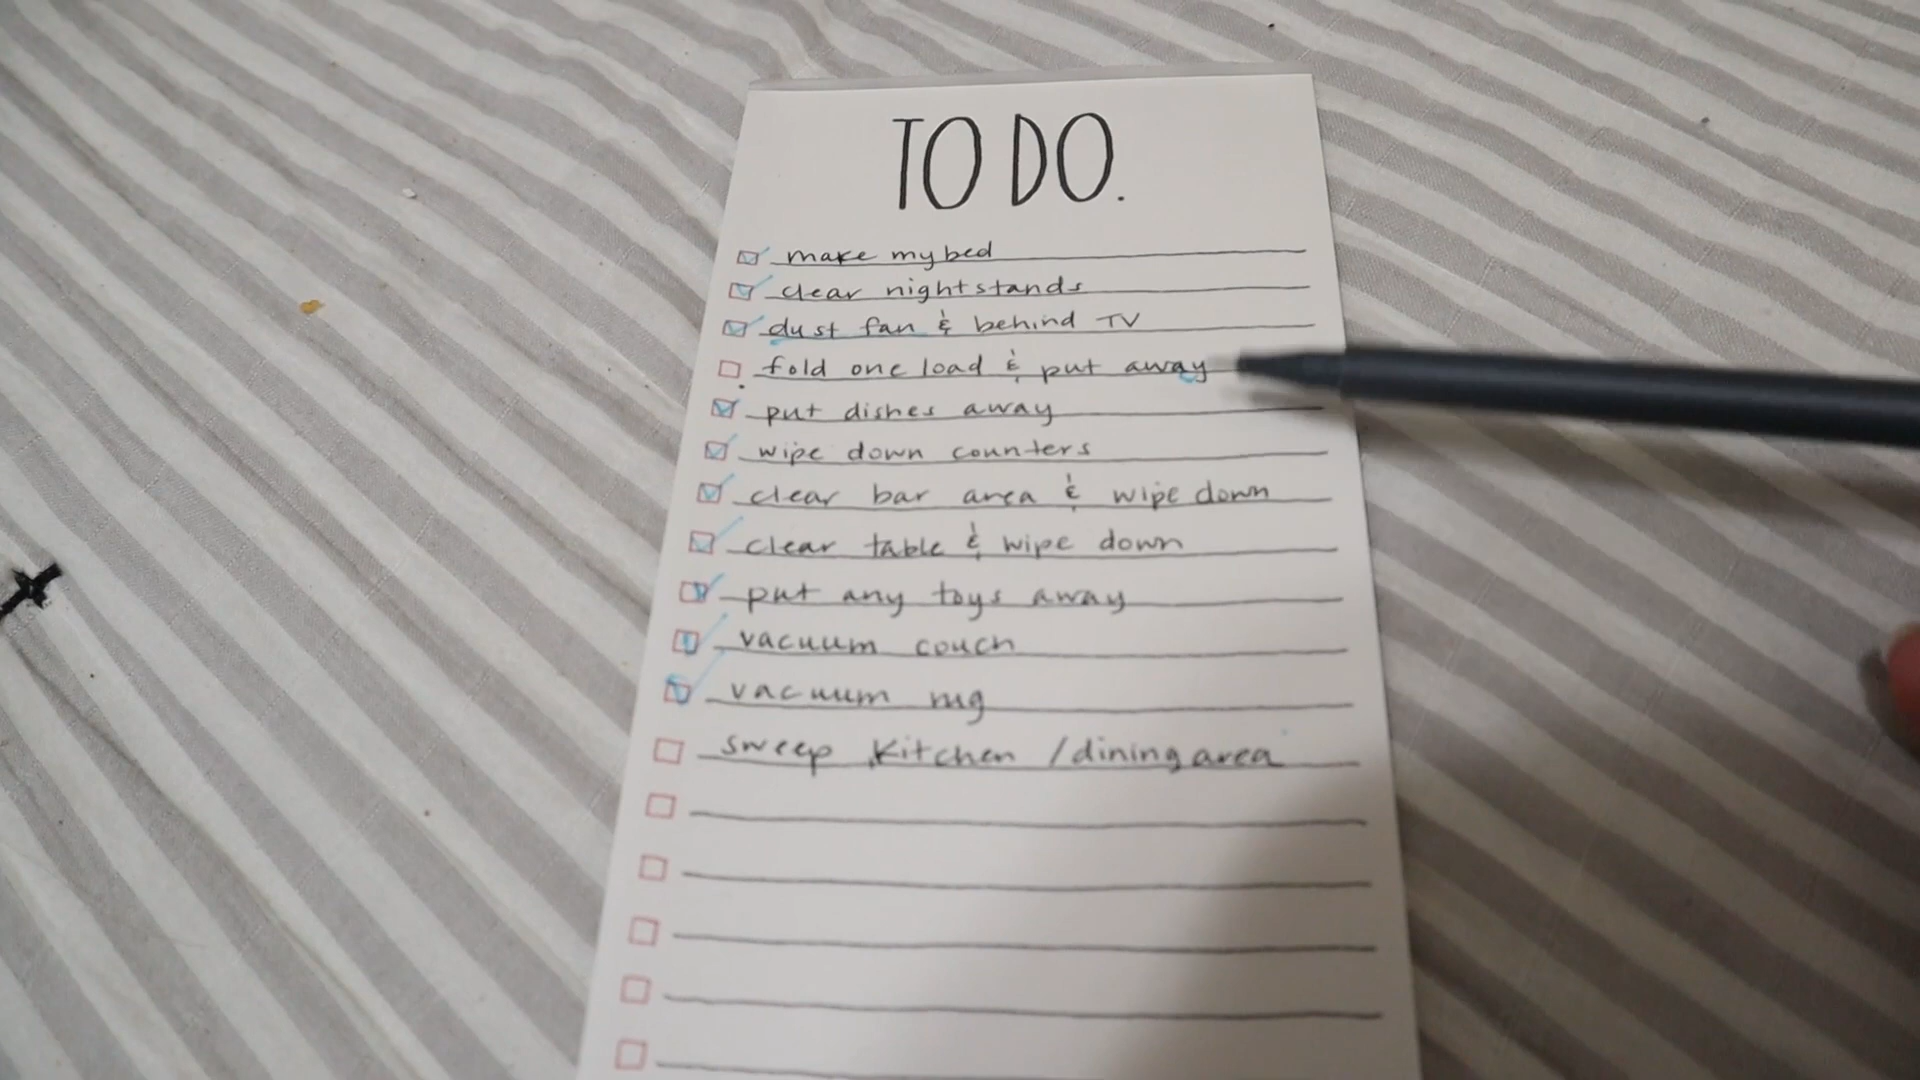 TO DO.
make my bed
clear nightstands
dust fan & behind TV
fold one load & put away
put dishes away
wipe down counters
clear bar area & wipe down
clear table & wipe down
put any toys away
vacuum couch
vacuum rug
sweep kitchen / dining area